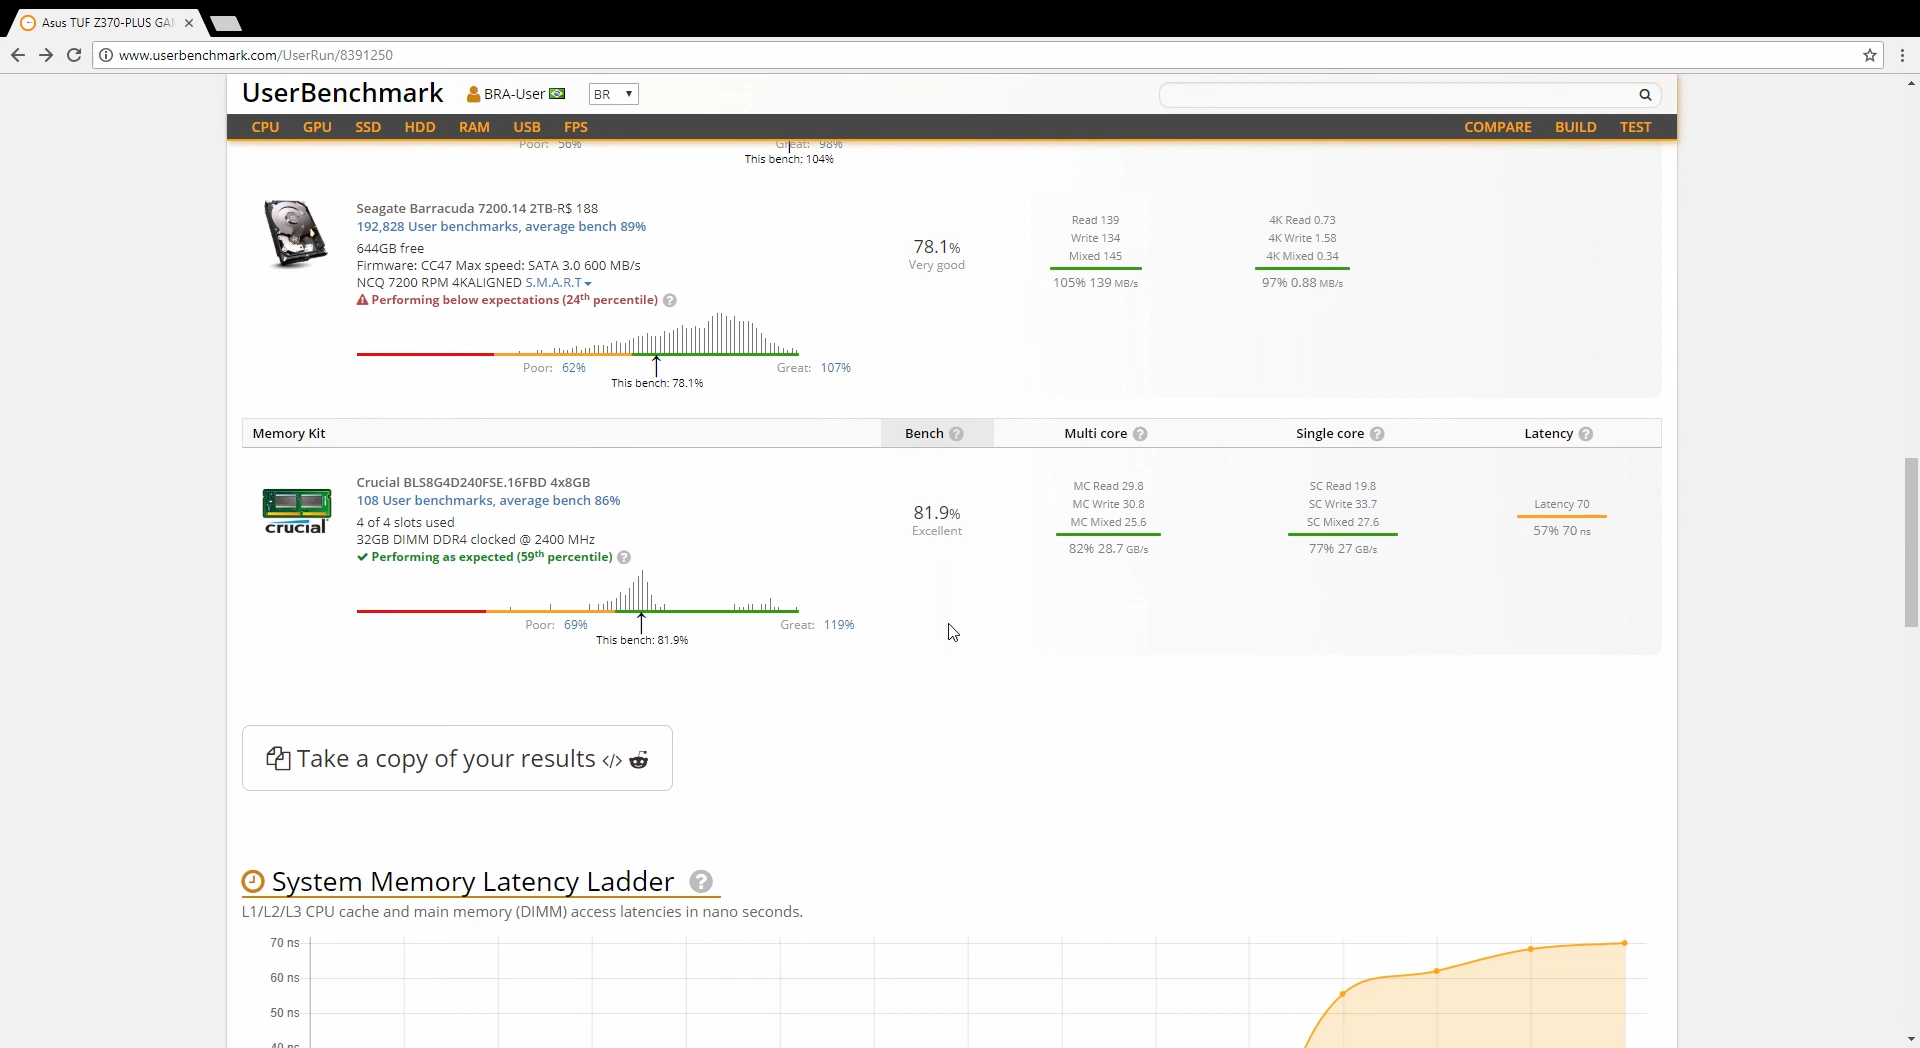 Asus TUF Z370-PLUS GAI
www.userbenchmark.com/UserRun/8391250
UserBenchmark BRA-User BR
CPU GPU SSD HDD RAM USB FPS COMPARE BUILD TEST
Poor: 56% Great: 98%
This bench: 104%
Seagate Barracuda 7200.14 2TB-R$ 188
192,828 User benchmarks, average bench 89%
644GB free
Firmware: CC47 Max speed: SATA 3.0 600 MB/s
NCQ 7200 RPM 4KALIGNED S.M.A.R.T
Performing below expectations (24th percentile) ?
78.1%
Very good
Read 139
Write 134
Mixed 145
105% 139 MB/s
4K Read 0.73
4K Write 1.58
4K Mixed 0.34
97% 0.88 MB/s
Poor: 62% Great: 107%
This bench: 78.1%
Memory Kit Bench ? Multi core ? Single core ? Latency ?
Crucial BLS8G4D240FSE.16FBD 4x8GB
108 User benchmarks, average bench 86%
4 of 4 slots used
32GB DIMM DDR4 clocked @ 2400 MHz
Performing as expected (59th percentile) ?
crucial
81.9%
Excellent
MC Read 29.8
MC Write 30.8
MC Mixed 25.6
82% 28.7 GB/s
SC Read 19.8
SC Write 33.7
SC Mixed 27.6
77% 27 GB/s
Latency 70
57% 70 ns
Poor: 69% Great: 119%
This bench: 81.9%
Take a copy of your results </>
System Memory Latency Ladder ?
L1/L2/L3 CPU cache and main memory (DIMM) access latencies in nano seconds.
70 ns
60 ns
50 ns
40 ns